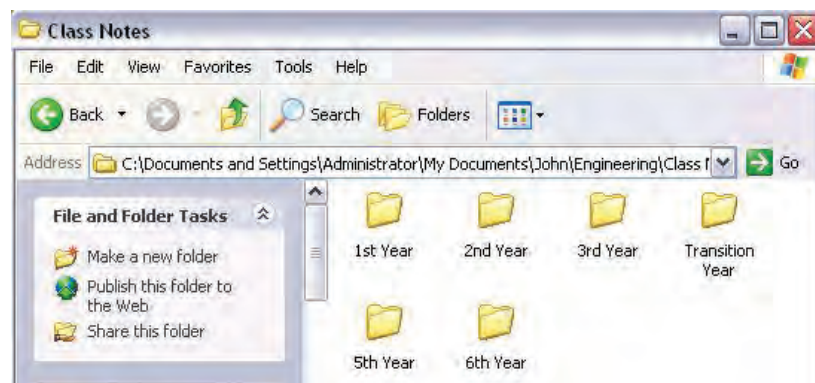 Class Notes
File Edit View Favorites Tools Help
Back Search Folders
Address C:\Documents and Settings\Administrator\My Documents\John\Engineering\Class Go
File and Folder Tasks
Make a new folder
Publish this folder to
the Web
Share this folder
1st Year 2nd Year 3rd Year Transition
Year
5th Year 6th Year